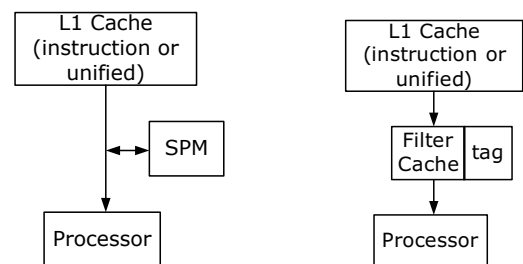 L1 Cache
(instruction or
unified)
SPM
Processor
L1 Cache
(instruction or
unified)
Filter
Cache
tag
Processor